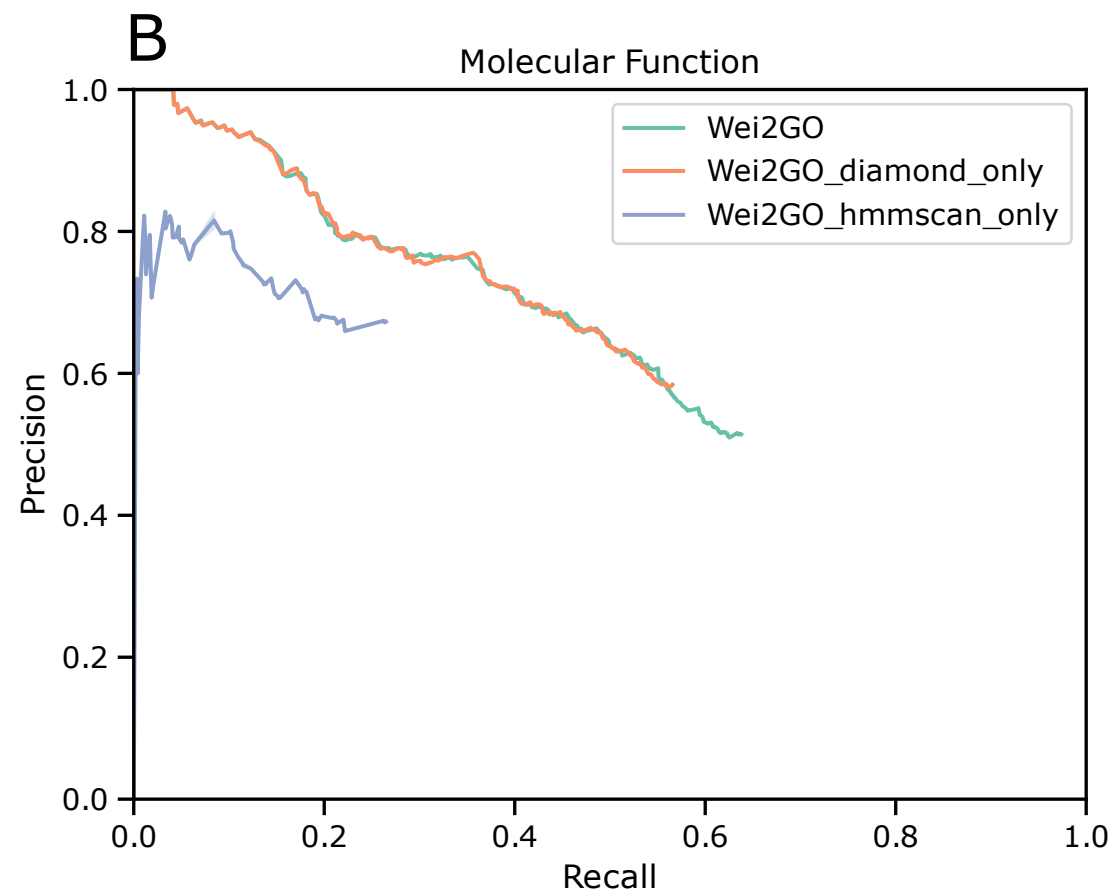 B
Molecular Function
Wei2GO
Wei2GO_diamond_only
Wei2GO_hmmscan_only
Precision
1.0
0.8
0.6
0.4
0.2
0.0
0.0 0.2 0.4 0.6 0.8 1.0
Recall